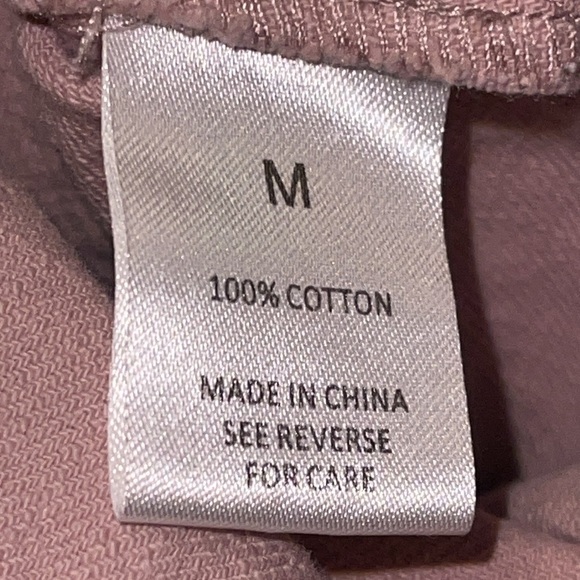 M
100% COTTON
MADE IN CHINA
SEE REVERSE
FOR CARE